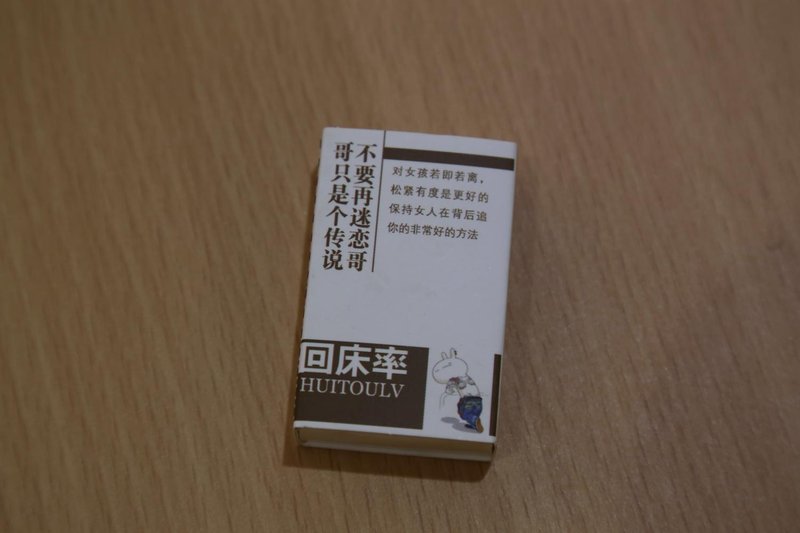 不要再迷恋哥
哥只是个传说
对女孩若即若离，
松紧有度是更好的
保持女人在背后追
你的非常好的方法
回床率
HUITOULV